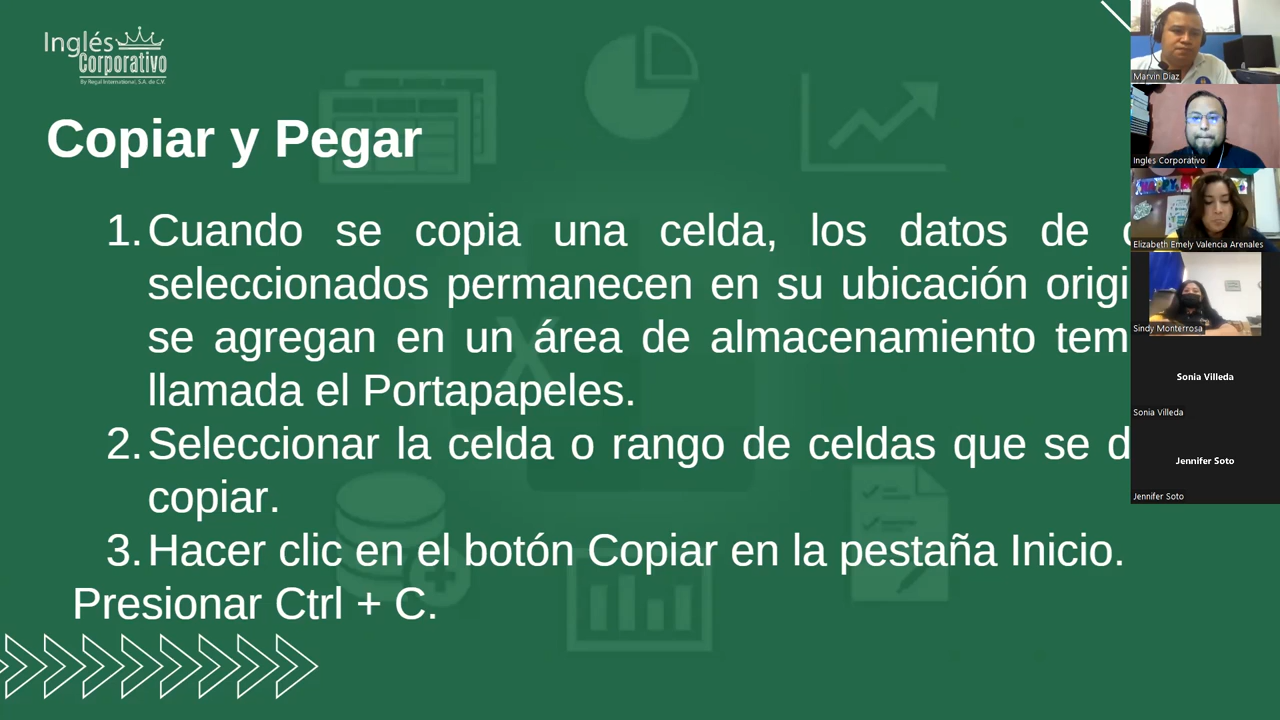 Inglés
Corporativo
By Regal International, S.A. de C.V.
Copiar y Pegar
1. Cuando se copia una celda, los datos de
seleccionados permanecen en su ubicación origi
se agregan en un área de almacenamiento tem
llamada el Portapapeles.
2. Seleccionar la celda o rango de celdas que se d
copiar.
3. Hacer clic en el botón Copiar en la pestaña Inicio.
Presionar Ctrl + C.
Marvin Diaz
Ingles Corporativo
Elizabeth Emely Valencia Arenales
Sindy Monterrosa
Sonia Villeda
Sonia Villeda
Jennifer Soto
Jennifer Soto